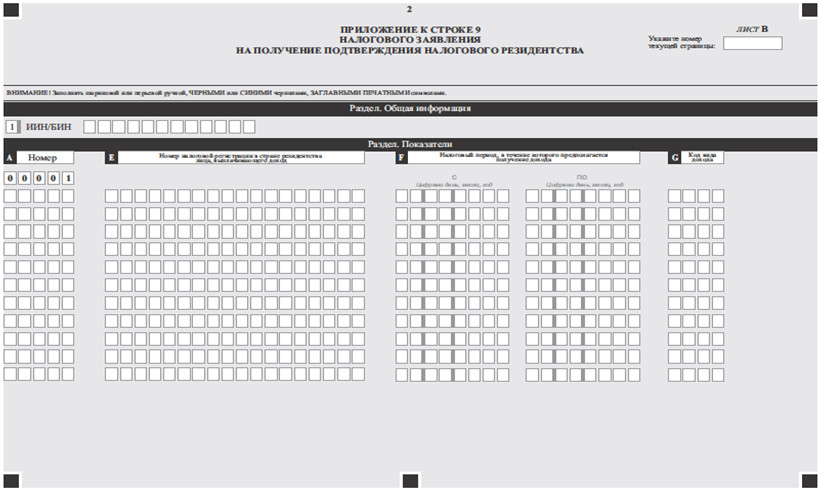 2
ПРИЛОЖЕНИЕ К СТРОКЕ 9
НАЛОГОВОГО ЗАЯВЛЕНИЯ
НА ПОЛУЧЕНИЕ ПОДТВЕРЖДЕНИЯ НАЛОГОВОГО РЕЗИДЕНТСТВА
ЛИСТ B
Укажите номер
текущей страницы:
ВНИМАНИЕ! Заполнять шариковой или перьевой ручкой, ЧЕРНЫМИ или СИНИМИ чернилами, ЗАГЛАВНЫМИ ПЕЧАТНЫМИ символами.
Раздел. Общая информация
1 ИИН/БИН
Раздел. Показатели
A Номер
E Номер налоговой регистрации в стране резидентства
лица, выплачивающего доход
F Налоговый период, в течение которого предполагается
получение дохода
G Код вида
дохода
С
Цифрами день, месяц, год
ПО
Цифрами день, месяц, год
0 0 0 0 1